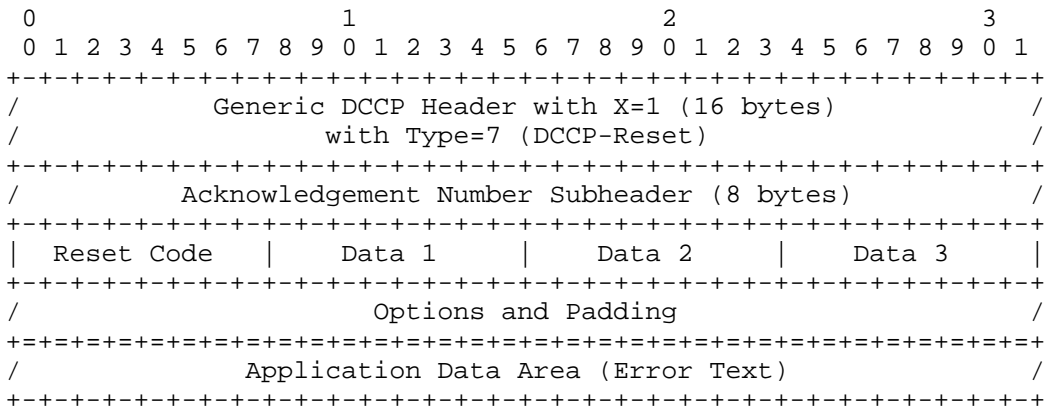 0                   1                   2                   3
 0 1 2 3 4 5 6 7 8 9 0 1 2 3 4 5 6 7 8 9 0 1 2 3 4 5 6 7 8 9 0 1
+-+-+-+-+-+-+-+-+-+-+-+-+-+-+-+-+-+-+-+-+-+-+-+-+-+-+-+-+-+-+-+-+
/            Generic DCCP Header with X=1 (16 bytes)            /
/                   with Type=7 (DCCP-Reset)                    /
+-+-+-+-+-+-+-+-+-+-+-+-+-+-+-+-+-+-+-+-+-+-+-+-+-+-+-+-+-+-+-+-+
/          Acknowledgement Number Subheader (8 bytes)           /
+-+-+-+-+-+-+-+-+-+-+-+-+-+-+-+-+-+-+-+-+-+-+-+-+-+-+-+-+-+-+-+-+
|  Reset Code   |    Data 1     |    Data 2     |    Data 3     |
+-+-+-+-+-+-+-+-+-+-+-+-+-+-+-+-+-+-+-+-+-+-+-+-+-+-+-+-+-+-+-+-+
/                      Options and Padding                      /
+=+=+=+=+=+=+=+=+=+=+=+=+=+=+=+=+=+=+=+=+=+=+=+=+=+=+=+=+=+=+=+=+
/              Application Data Area (Error Text)               /
+-+-+-+-+-+-+-+-+-+-+-+-+-+-+-+-+-+-+-+-+-+-+-+-+-+-+-+-+-+-+-+-+